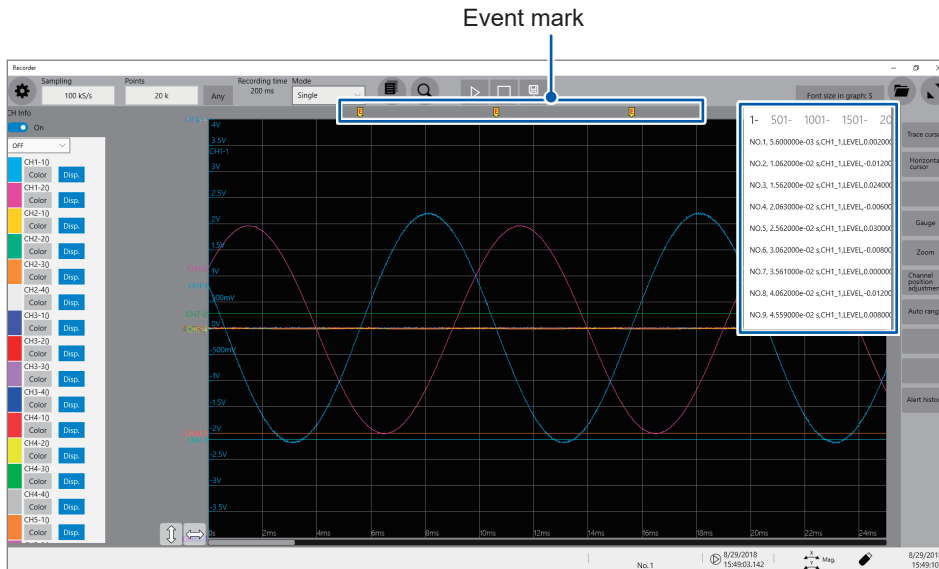 Event mark
Recorder
Sampling
100 kS/s
Points
20 k
Any
Recording time
200 ms
Mode
Single
Font size in graph: S
CH Info
On
OFF
CH1-1()
Color Disp.
CH1-2()
Color Disp.
CH2-1()
Color Disp.
CH2-2()
Color Disp.
CH2-3()
Color Disp.
CH2-4()
Color Disp.
CH3-1()
Color Disp.
CH3-2()
Color Disp.
CH3-3()
Color Disp.
CH3-4()
Color Disp.
CH4-1()
Color Disp.
CH4-2()
Color Disp.
CH4-3()
Color Disp.
CH4-4()
Color Disp.
CH5-1()
Color Disp.
4V
3.5V
CH1-1
3V
2.5V
2V
1.5V
1V
500mV
0V
-500mV
-1V
-1.5V
-2V
-2.5V
-3V
-3.5V
0s 2ms 4ms 6ms 8ms 10ms 12ms 14ms 16ms 18ms 20ms 22ms 24ms
1- 501- 1001- 1501- 20
NO.1, 5.600000e-03 s,CH1_1,LEVEL,0.002000
NO.2, 1.062000e-02 s,CH1_1,LEVEL,-0.01200
NO.3, 1.562000e-02 s,CH1_1,LEVEL,0.024000
NO.4, 2.063000e-02 s,CH1_1,LEVEL,-0.00600
NO.5, 2.562000e-02 s,CH1_1,LEVEL,0.030000
NO.6, 3.062000e-02 s,CH1_1,LEVEL,-0.00800
NO.7, 3.561000e-02 s,CH1_1,LEVEL,0.000000
NO.8, 4.062000e-02 s,CH1_1,LEVEL,-0.01200
NO.9, 4.559000e-02 s,CH1_1,LEVEL,0.008000
Trace curso
Horizonta
cursor
Gauge
Zoom
Channel
position
adjustmen
Auto rang
Alert histo
No. 1
8/29/2018
15:49:03.142
X
Y
Mag.
8/29/201
15:49:10